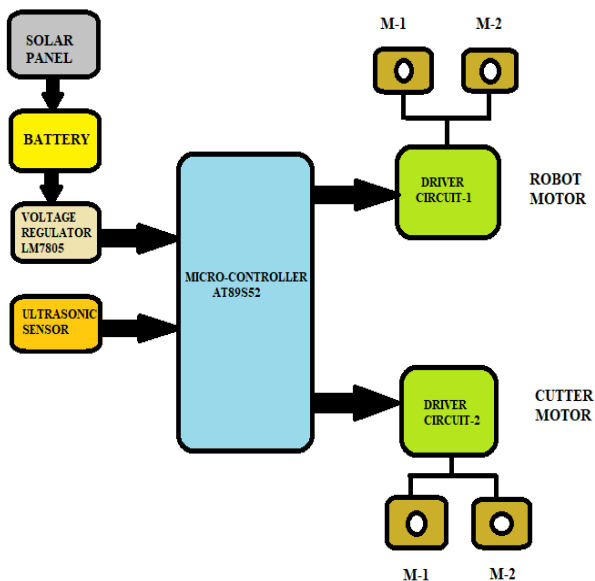 SOLAR
PANEL
BATTERY
VOLTAGE
REGULATOR
LM7805
ULTRASONIC
SENSOR
MICRO-CONTROLLER
AT89S52
M-1
M-2
DRIVER
CIRCUIT-1
ROBOT
MOTOR
DRIVER
CIRCUIT-2
CUTTER
MOTOR
M-1
M-2